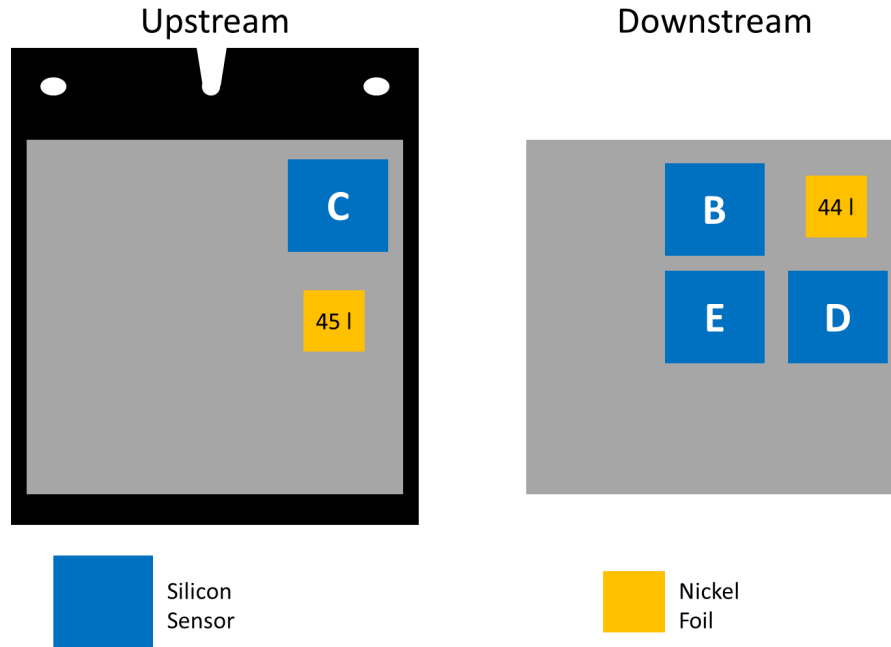 Upstream
Downstream
C
45 l
B
44 l
E
D
Silicon
Sensor
Nickel
Foil